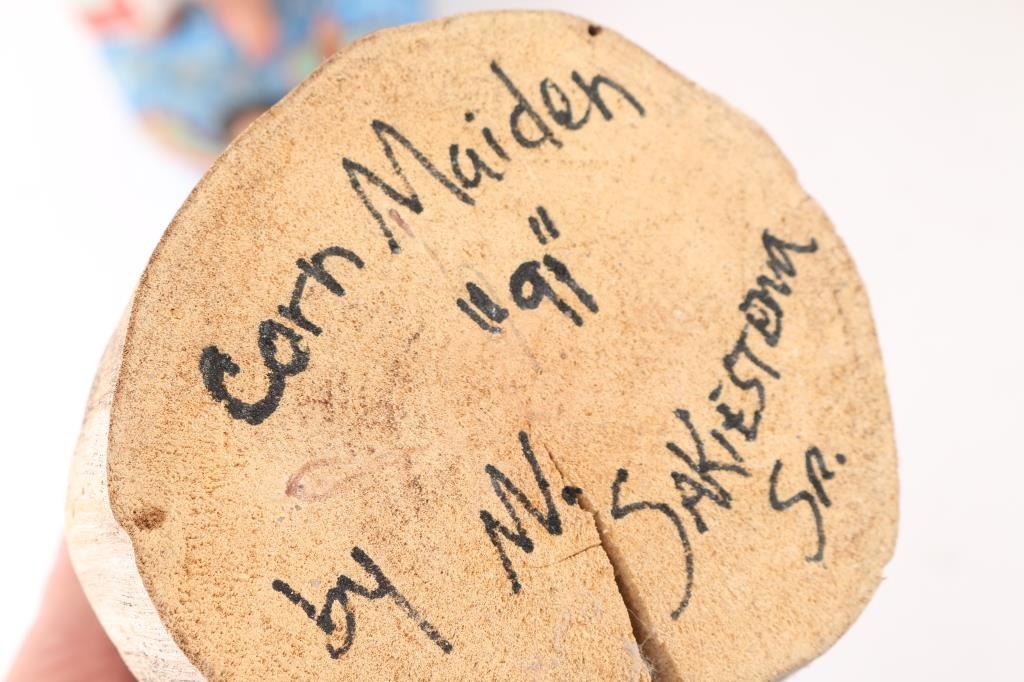 Corn Maiden
"91"
by W. SAKIESTEWA
SR.